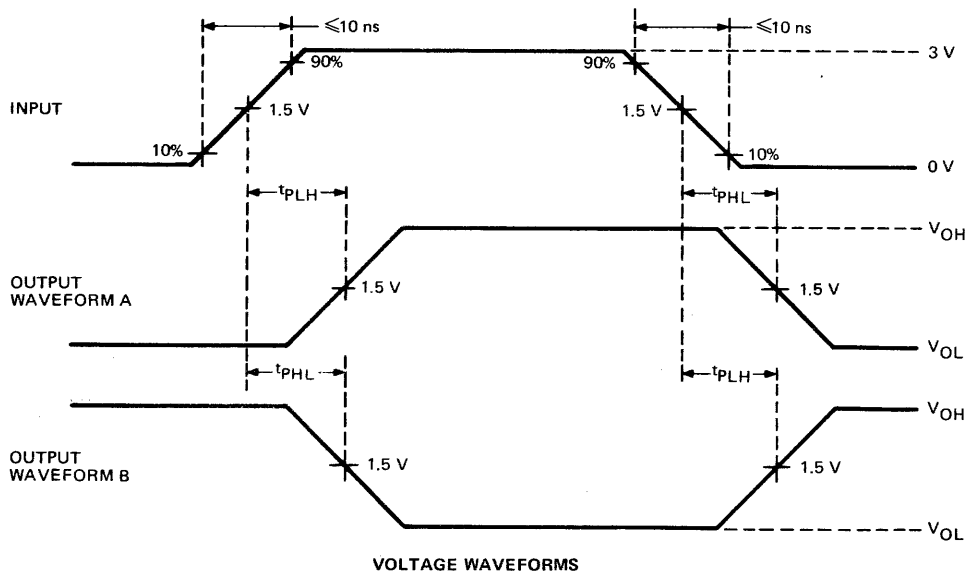 ⩽10 ns
⩽10 ns
90%
90%
3 V
INPUT
1.5 V
1.5 V
10%
10%
0 V
tPLH
tPHL
VOH
OUTPUT
WAVEFORM A
1.5 V
1.5 V
VOL
tPHL
tPLH
VOH
OUTPUT
WAVEFORM B
1.5 V
1.5 V
VOL
VOLTAGE WAVEFORMS